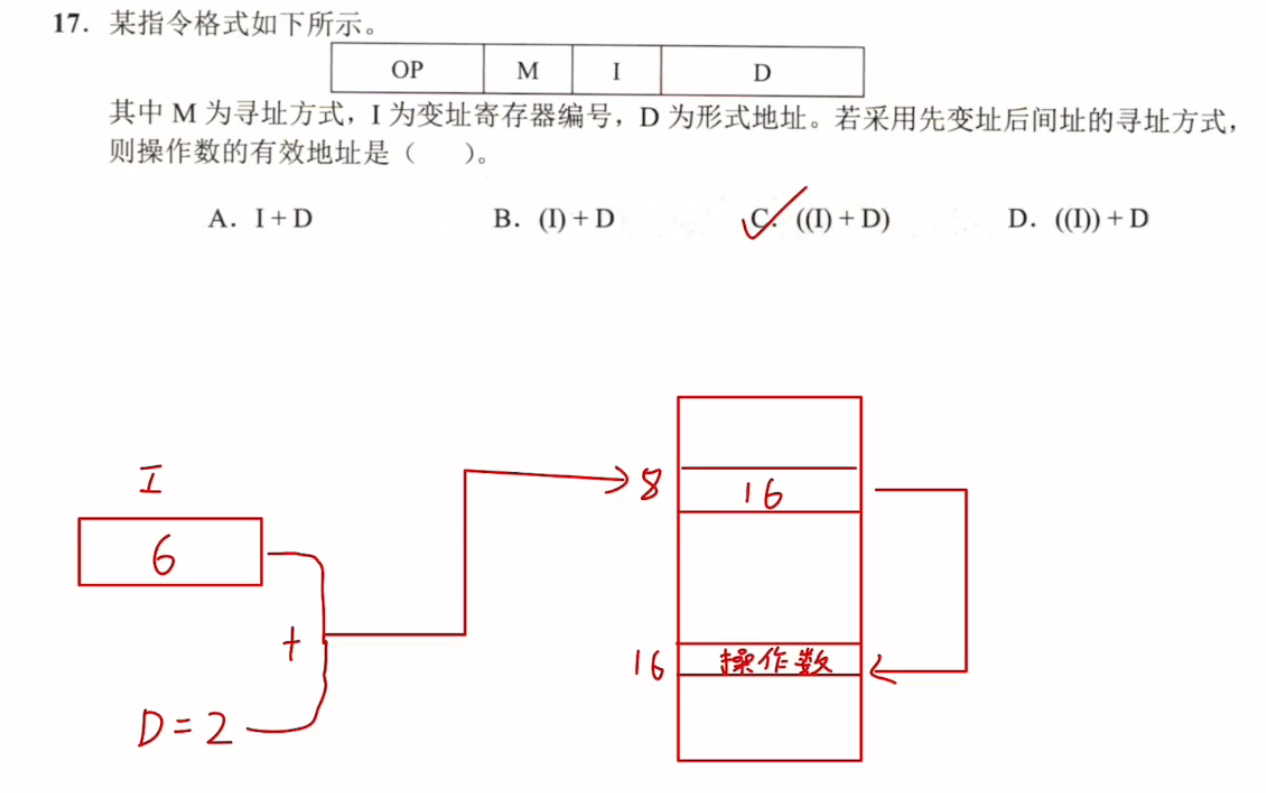 17. 某指令格式如下所示。
OP M I D
其中 M 为寻址方式，I 为变址寄存器编号，D 为形式地址。若采用先变址后间址的寻址方式，
则操作数的有效地址是（ ）。
A. I + D B. (I) + D C. ((I) + D) D. ((I)) + D
I
8 16
6
+
16 操作数
D = 2